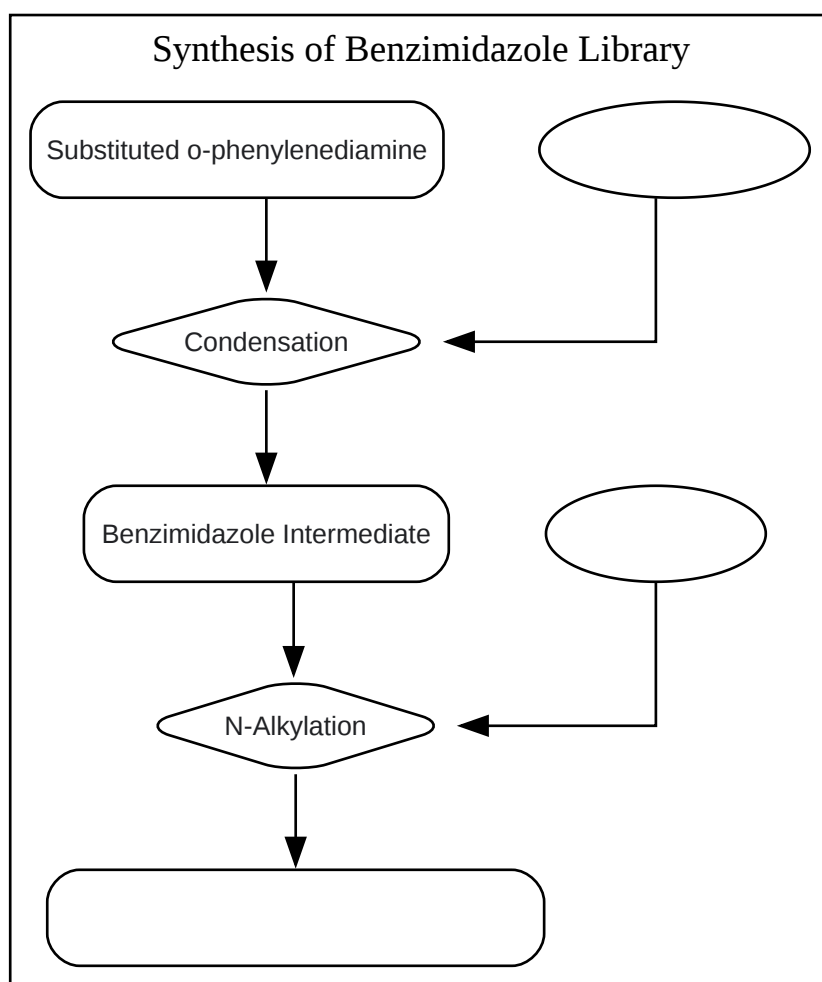 Synthesis of Benzimidazole Library
Substituted o-phenylenediamine
Condensation
Benzimidazole Intermediate
N-Alkylation